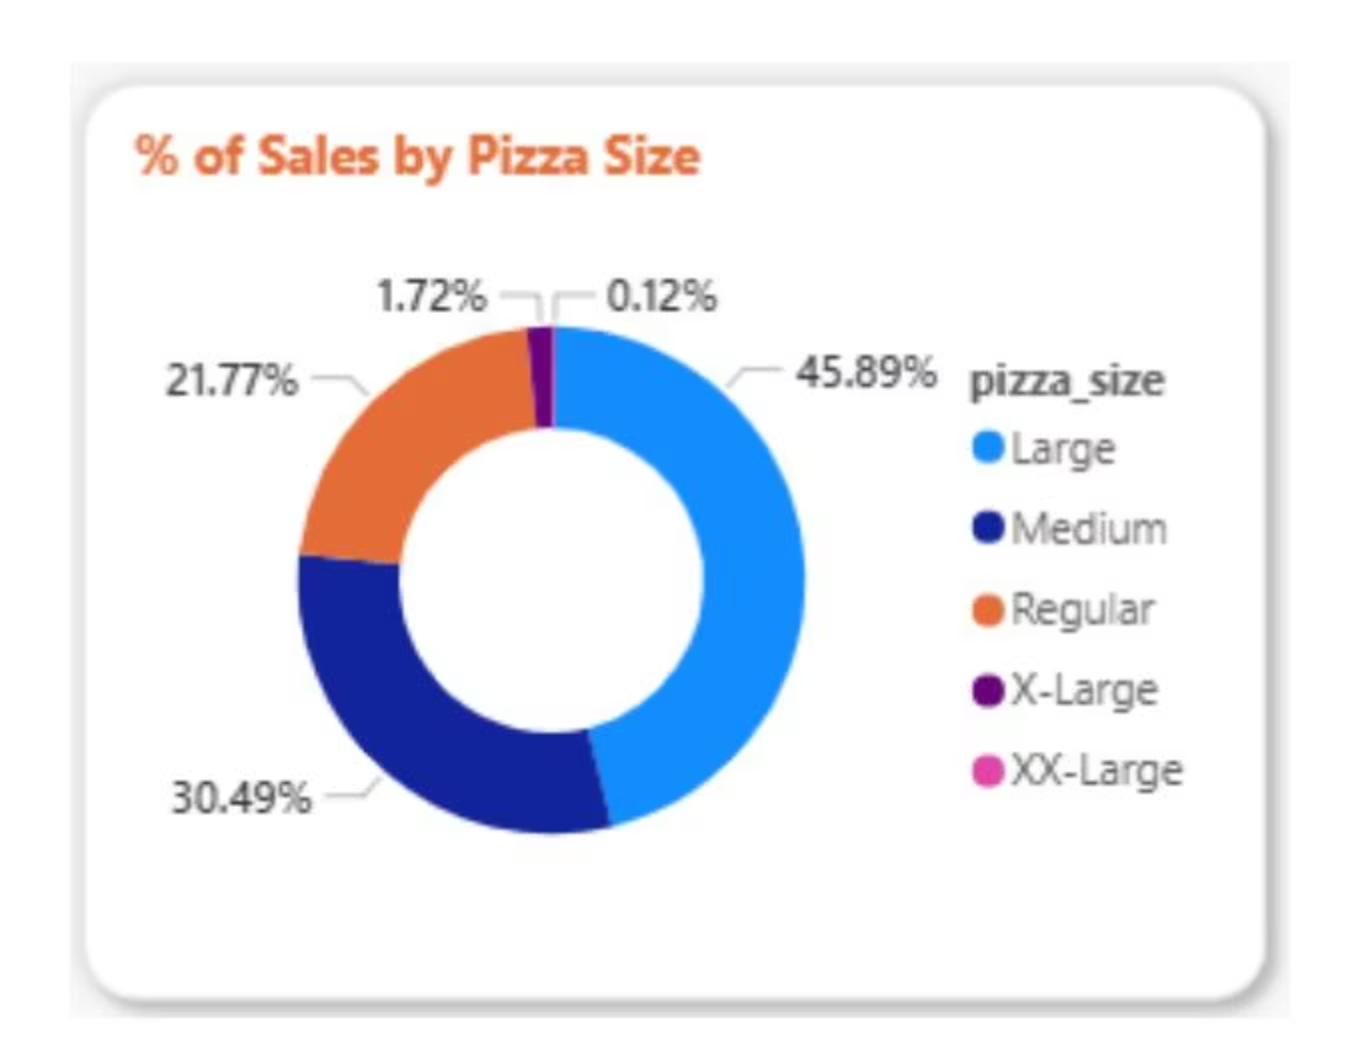 % of Sales by Pizza Size
1.72%
0.12%
21.77%
45.89%
30.49%
pizza_size
Large
Medium
Regular
X-Large
XX-Large